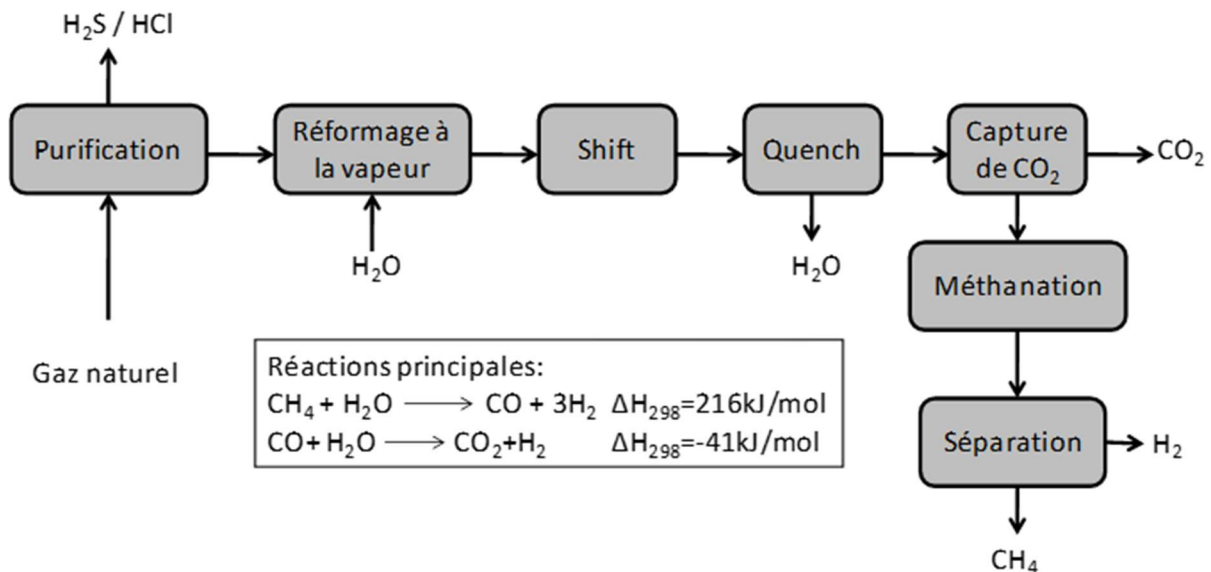 H₂S / HCl
Purification
Réformage à
la vapeur
Shift
Quench
Capture
de CO₂
CO₂
H₂O
H₂O
Méthanation
Gaz naturel
Réactions principales:
CH₄ + H₂O ⟶ CO + 3H₂ ΔH₂₉₈=216kJ/mol
CO+ H₂O ⟶ CO₂+H₂ ΔH₂₉₈=-41kJ/mol
Séparation
H₂
CH₄